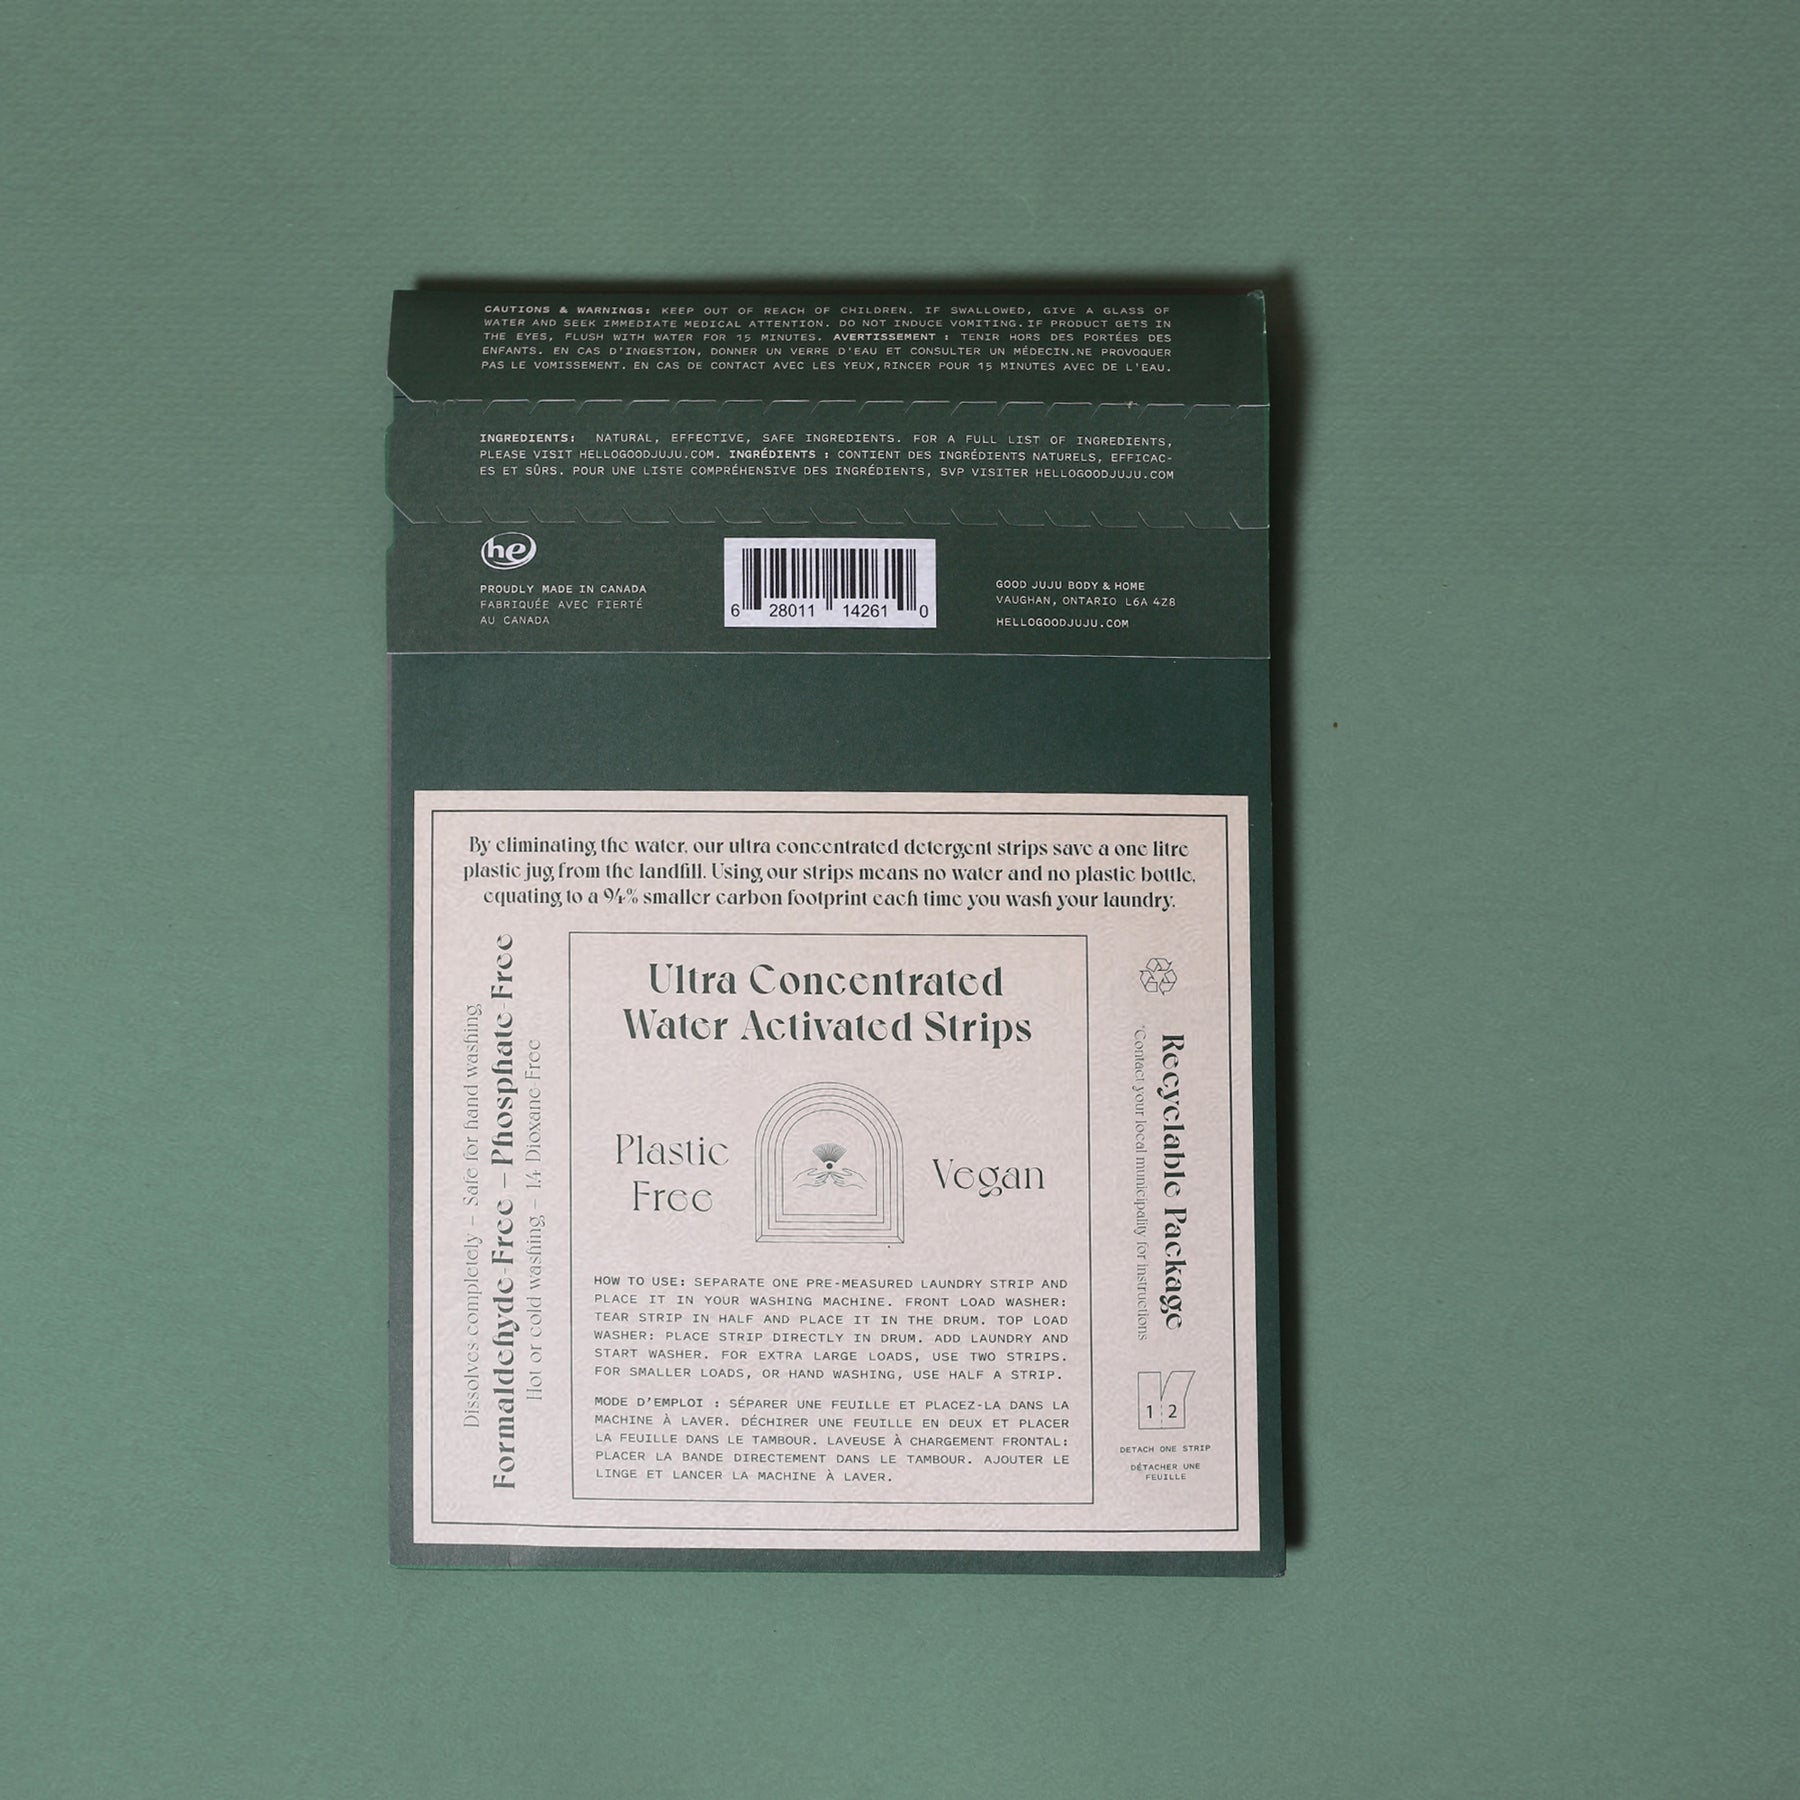 CAUTIONS & WARNINGS: KEEP OUT OF REACH OF CHILDREN. IF SWALLOWED, GIVE A GLASS OF
WATER AND SEEK IMMEDIATE MEDICAL ATTENTION. DO NOT INDUCE VOMITING.IF PRODUCT GETS IN
THE EYES, FLUSH WITH WATER FOR 15 MINUTES. AVERTISSEMENT : TENIR HORS DES PORTÉES DES
ENFANTS. EN CAS D'INGESTION, DONNER UN VERRE D'EAU ET CONSULTER UN MÉDECIN.NE PROVOQUER
PAS LE VOMISSEMENT. EN CAS DE CONTACT AVEC LES YEUX,RINCER POUR 15 MINUTES AVEC DE L'EAU.
INGREDIENTS: NATURAL, EFFECTIVE, SAFE INGREDIENTS. FOR A FULL LIST OF INGREDIENTS,
PLEASE VISIT HELLOGOODJUJU.COM. INGRÉDIENTS : CONTIENT DES INGRÉDIENTS NATURELS, EFFICAC-
ES ET SÛRS. POUR UNE LISTE COMPRÉHENSIVE DES INGRÉDIENTS, SVP VISITER HELLOGOODJUJU.COM
he
PROUDLY MADE IN CANADA
FABRIQUÉE AVEC FIERTÉ
AU CANADA
6 28011 14261 0
GOOD JUJU BODY & HOME
VAUGHAN, ONTARIO L6A 4Z8
HELLOGOODJUJU.COM
By eliminating the water, our ultra concentrated detergent strips save a one litre
plastic jug from the landfill. Using our strips means no water and no plastic bottle,
equating to a 94% smaller carbon footprint each time you wash your laundry.
Dissolves completely – Safe for hand washing
Formaldehyde-Free – Phosphate-Free
Hot or cold washing – 1,4 Dioxane Free
Ultra Concentrated
Water Activated Strips
Plastic
Free
Vegan
HOW TO USE: SEPARATE ONE PRE-MEASURED LAUNDRY STRIP AND
PLACE IT IN YOUR WASHING MACHINE. FRONT LOAD WASHER:
TEAR STRIP IN HALF AND PLACE IT IN THE DRUM. TOP LOAD
WASHER: PLACE STRIP DIRECTLY IN DRUM. ADD LAUNDRY AND
START WASHER. FOR EXTRA LARGE LOADS, USE TWO STRIPS.
FOR SMALLER LOADS, OR HAND WASHING, USE HALF A STRIP.
MODE D'EMPLOI : SÉPARER UNE FEUILLE ET PLACEZ-LA DANS LA
MACHINE À LAVER. DÉCHIRER UNE FEUILLE EN DEUX ET PLACER
LA FEUILLE DANS LE TAMBOUR. LAVEUSE À CHARGEMENT FRONTAL:
PLACER LA BANDE DIRECTEMENT DANS LE TAMBOUR. AJOUTER LE
LINGE ET LANCER LA MACHINE À LAVER.
Recyclable Package
*Contact your local municipality for instructions
1 2
DETACH ONE STRIP
DÉTACHER UNE
FEUILLE